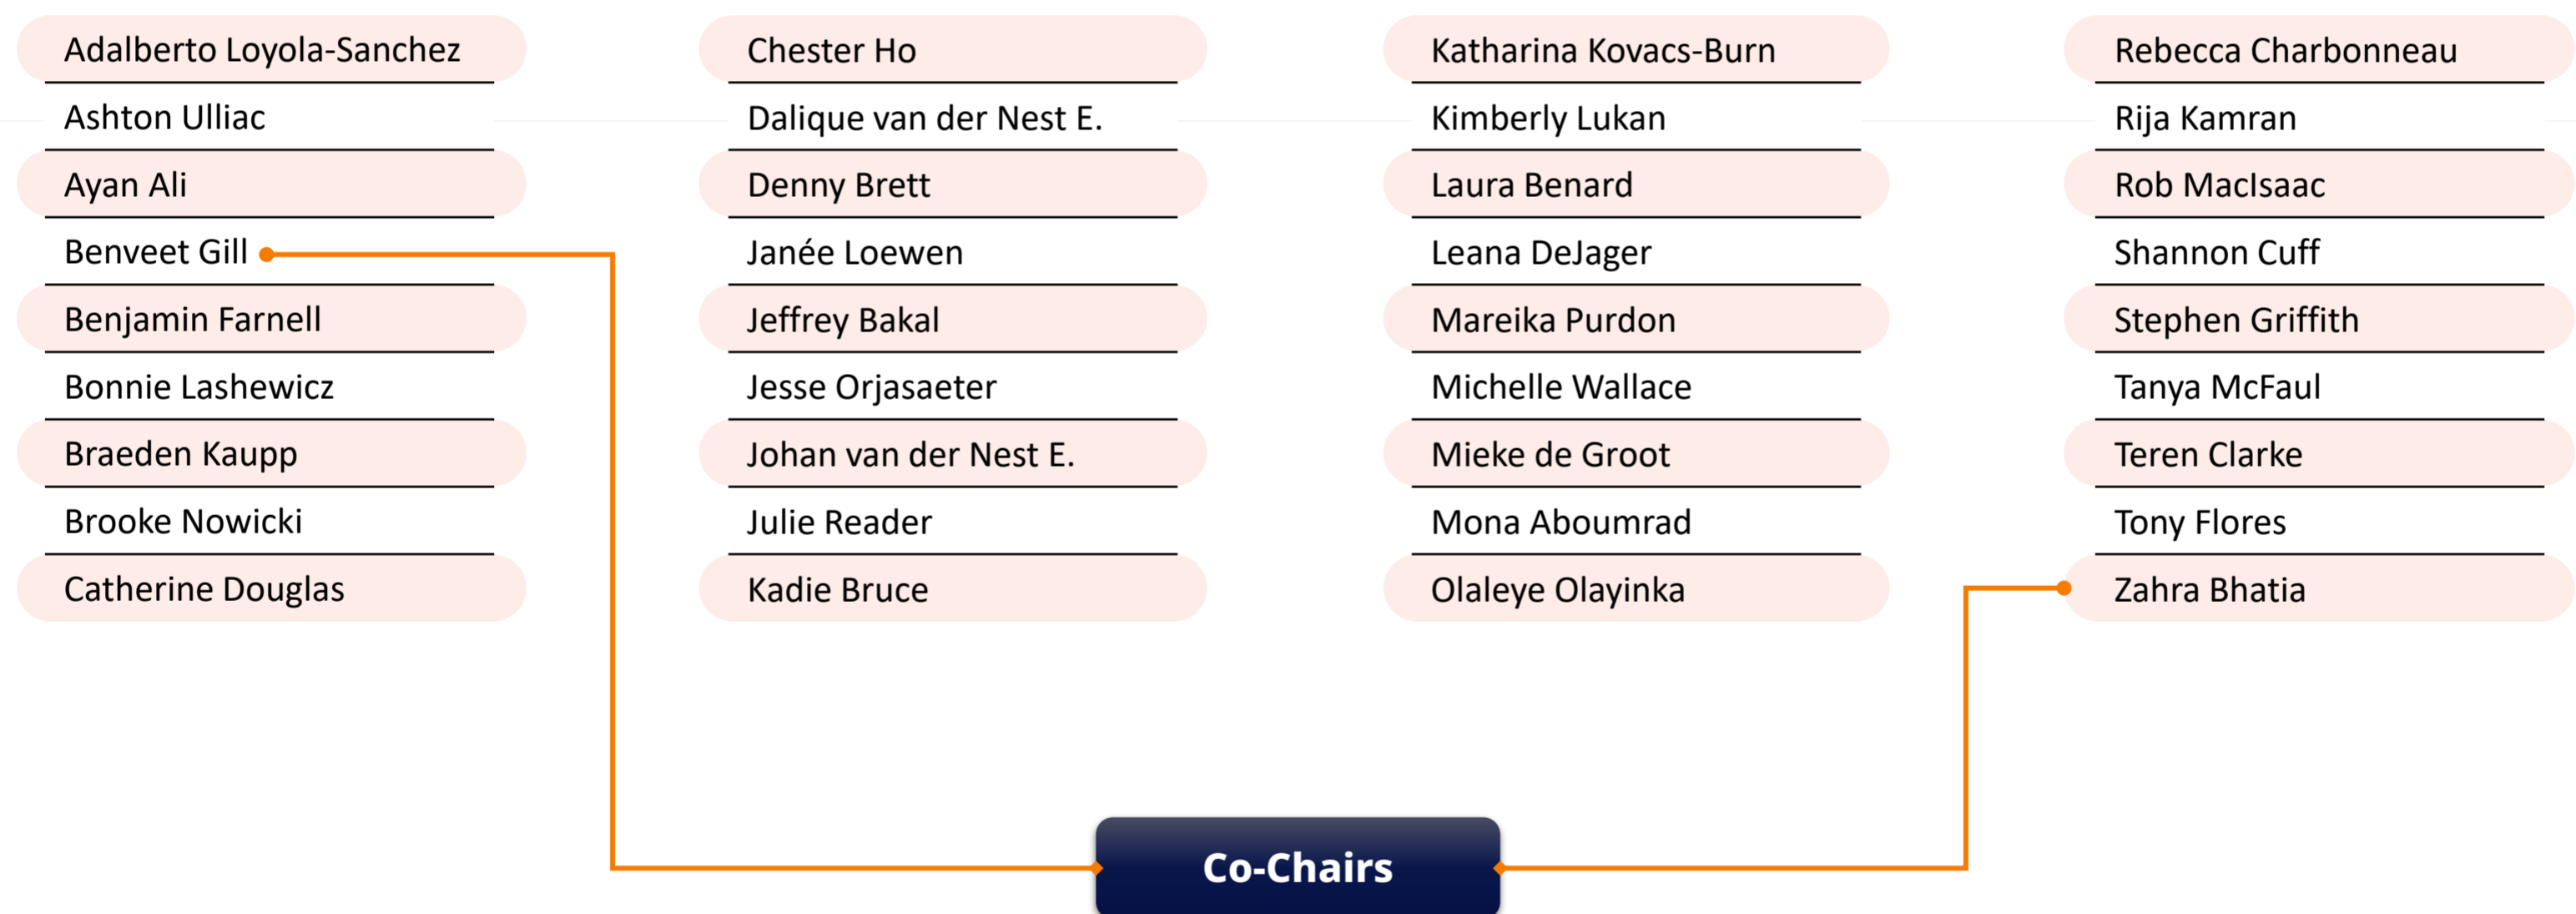 Adalberto Loyola-Sanchez
Ashton Ulliac
Ayan Ali
Benveet Gill
Benjamin Farnell
Bonnie Lashewicz
Braeden Kaupp
Brooke Nowicki
Catherine Douglas
Chester Ho
Dalique van der Nest E.
Denny Brett
Janée Loewen
Jeffrey Bakal
Jesse Orjasaeter
Johan van der Nest E.
Julie Reader
Kadie Bruce
Katharina Kovacs-Burn
Kimberly Lukan
Laura Benard
Leana DeJager
Mareika Purdon
Michelle Wallace
Mieke de Groot
Mona Aboumrad
Olaleye Olayinka
Rebecca Charbonneau
Rija Kamran
Rob MacIsaac
Shannon Cuff
Stephen Griffith
Tanya McFaul
Teren Clarke
Tony Flores
Zahra Bhatia
Co-Chairs